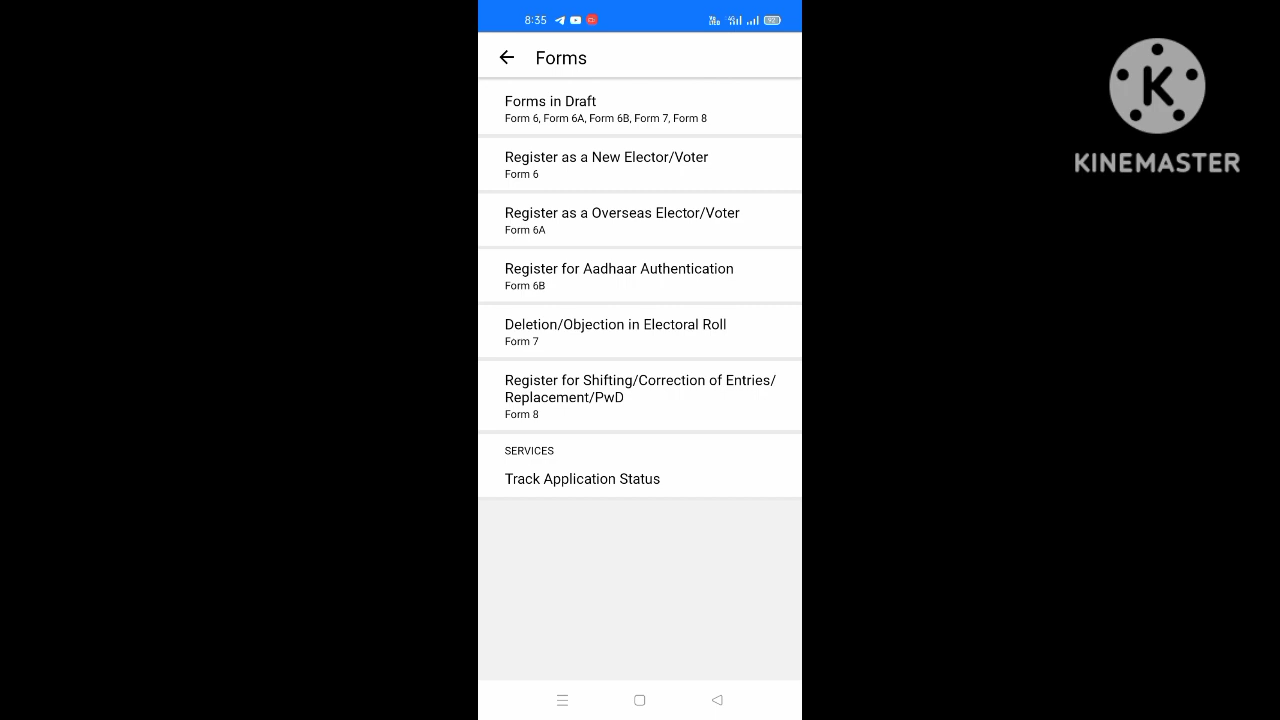 8:35
92
Forms
Forms in Draft
Form 6, Form 6A, Form 6B, Form 7, Form 8
Register as a New Elector/Voter
Form 6
Register as a Overseas Elector/Voter
Form 6A
Register for Aadhaar Authentication
Form 6B
Deletion/Objection in Electoral Roll
Form 7
Register for Shifting/Correction of Entries/
Replacement/PwD
Form 8
SERVICES
Track Application Status
K
KINEMASTER